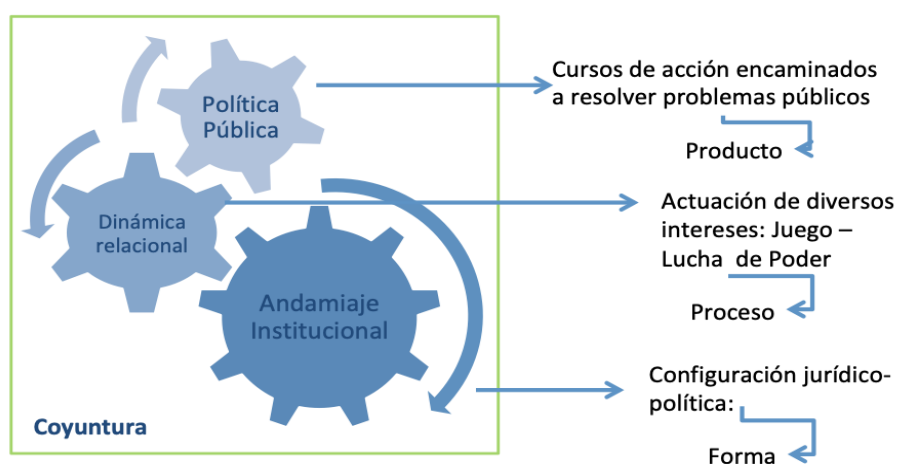 Política
Pública
Cursos de acción encaminados
a resolver problemas públicos
Producto
Dinámica
relacional
Actuación de diversos
intereses: Juego –
Lucha de Poder
Proceso
Andamiaje
Institucional
Configuración jurídico-
política:
Forma
Coyuntura